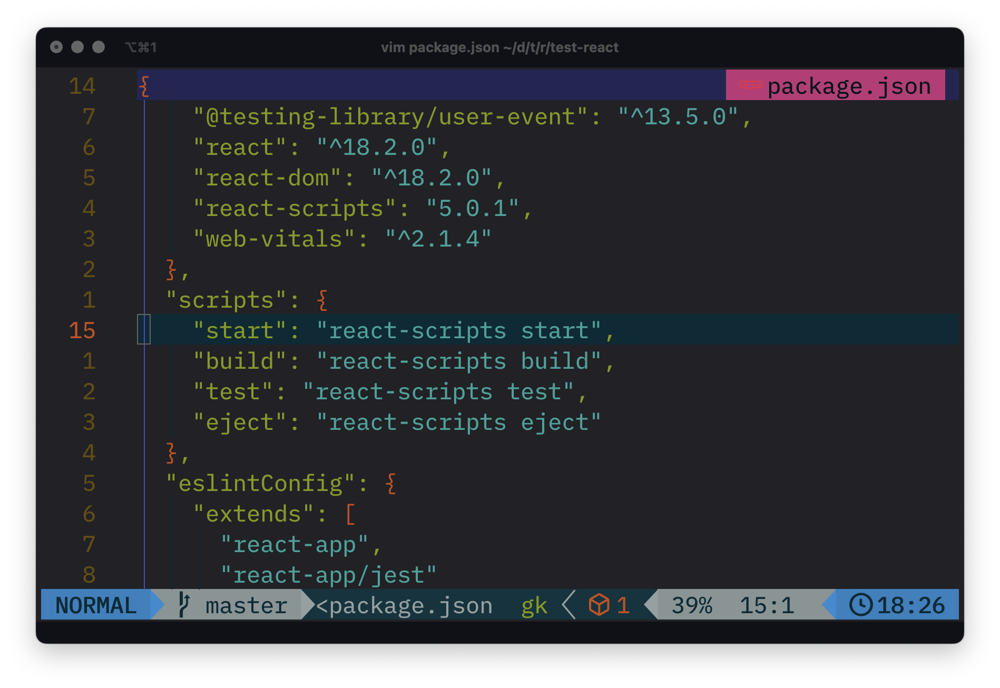 ⌥⌘1 vim package.json ~/d/t/r/test-react
14 { npm package.json
7 "@testing-library/user-event": "^13.5.0",
6 "react": "^18.2.0",
5 "react-dom": "^18.2.0",
4 "react-scripts": "5.0.1",
3 "web-vitals": "^2.1.4"
2 },
1 "scripts": {
15 "start": "react-scripts start",
1 "build": "react-scripts build",
2 "test": "react-scripts test",
3 "eject": "react-scripts eject"
4 },
5 "eslintConfig": {
6 "extends": [
7 "react-app",
8 "react-app/jest"
NORMAL master <package.json gk 1 39% 15:1 18:26